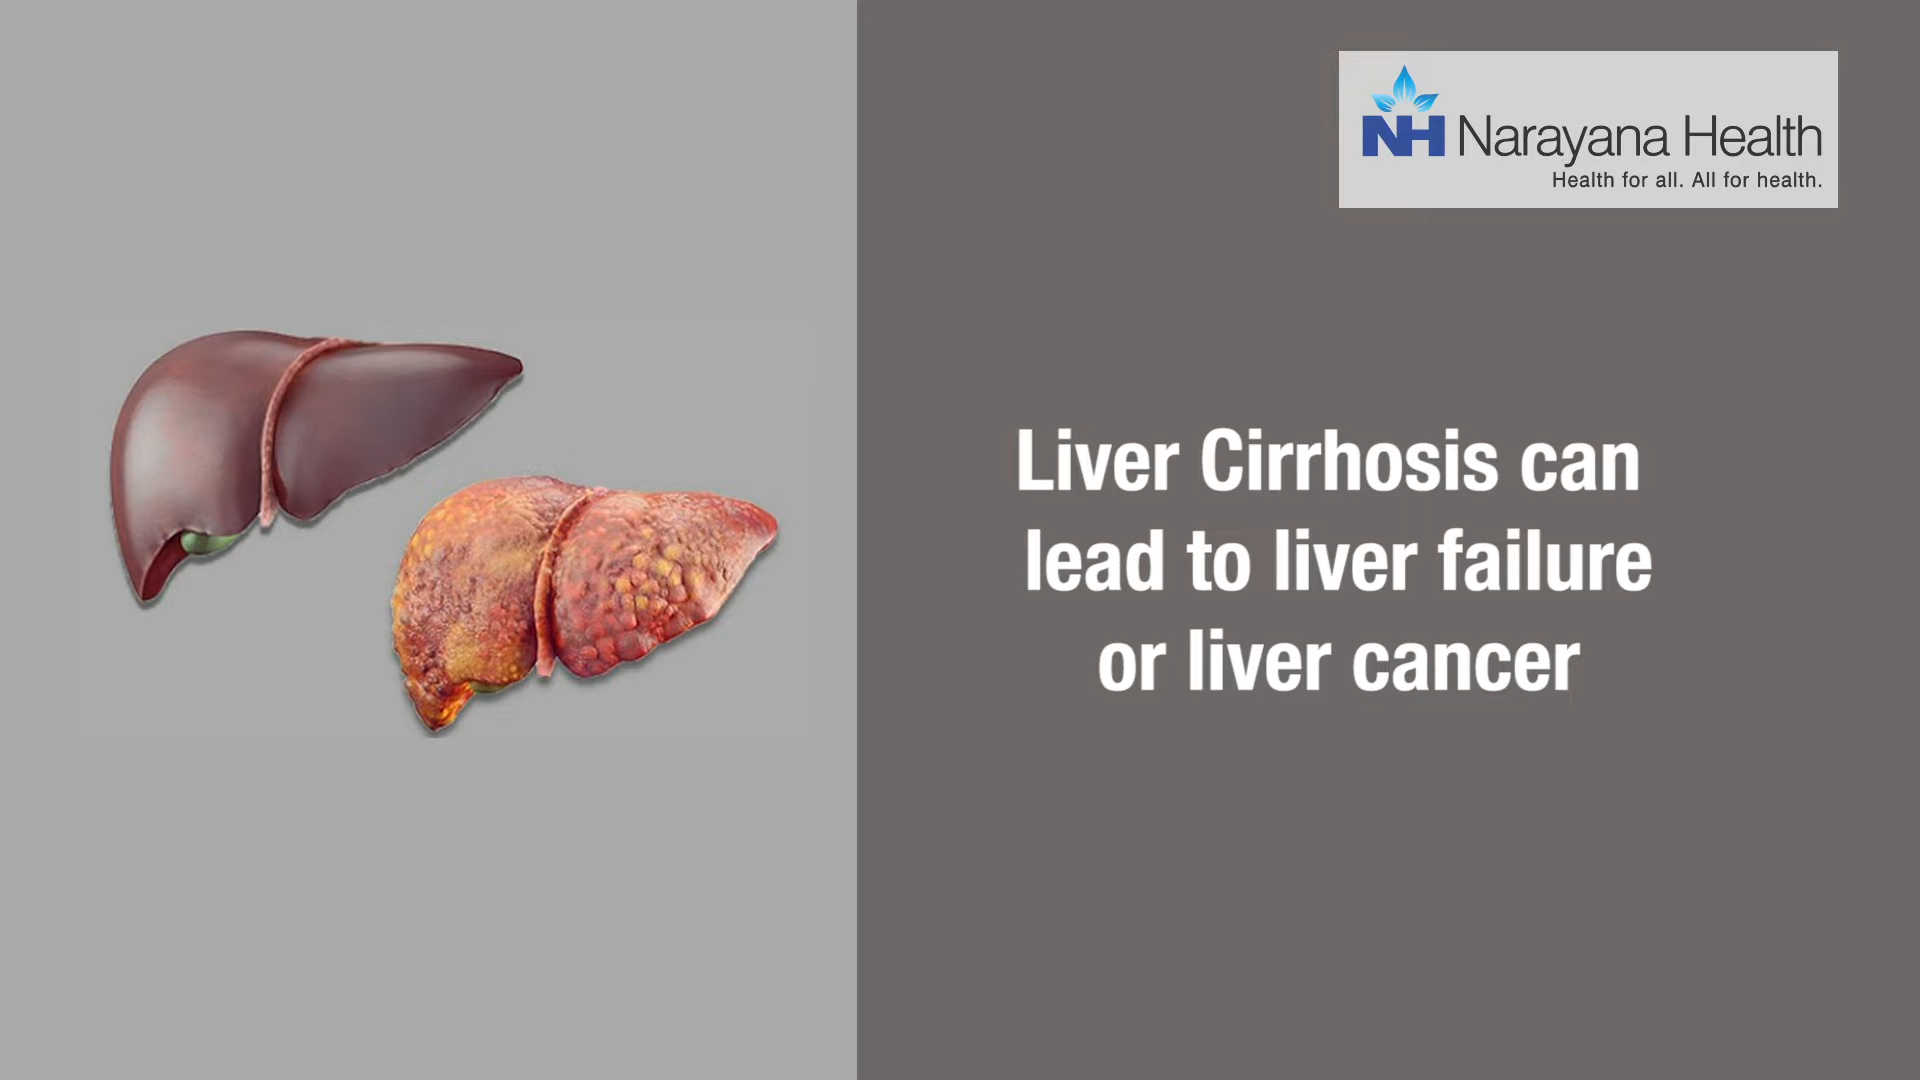 NH Narayana Health
Health for all. All for health.
Liver Cirrhosis can
lead to liver failure
or liver cancer